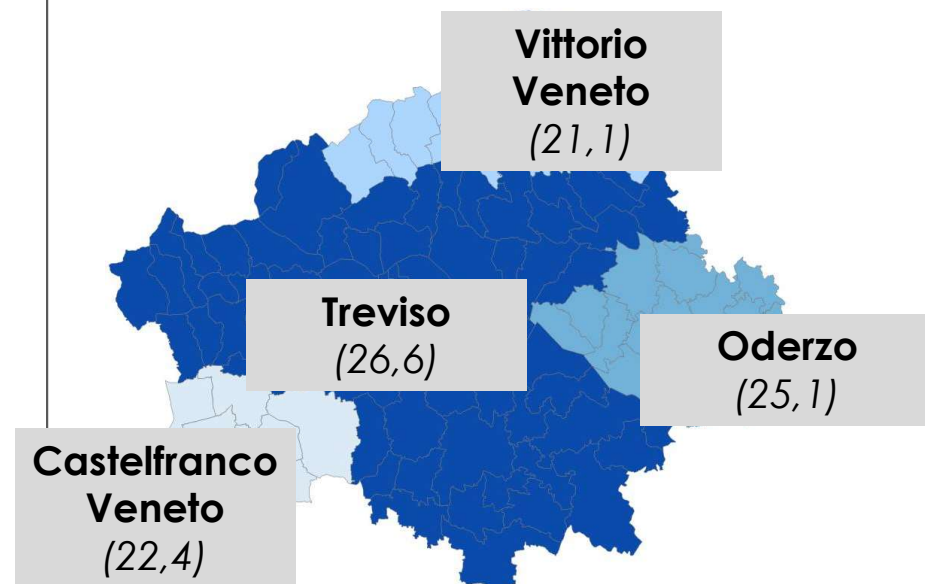 Vittorio
Veneto
(21,1)
Treviso
(26,6)
Oderzo
(25,1)
Castelfranco
Veneto
(22,4)